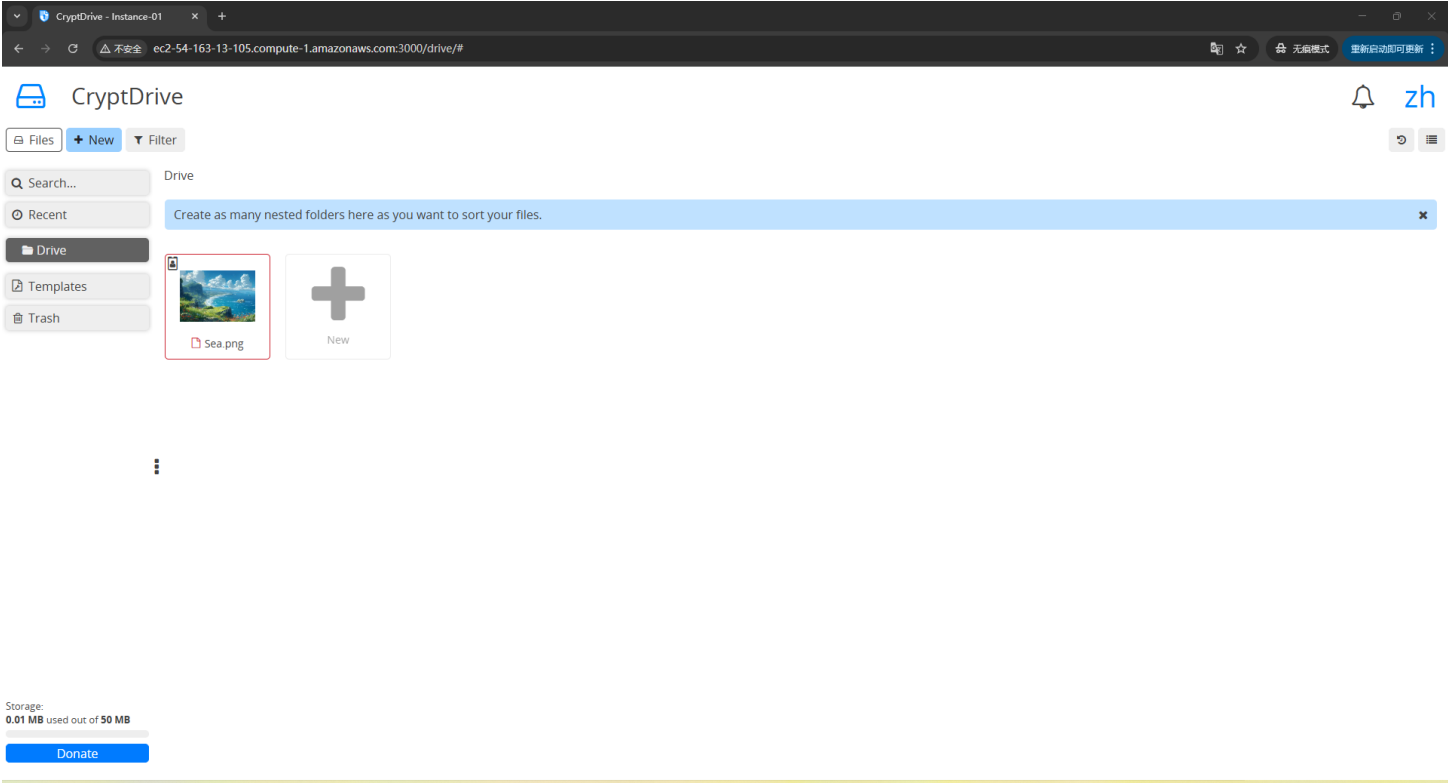 CryptDrive - Instance-01
不安全 ec2-54-163-13-105.compute-1.amazonaws.com:3000/drive/# 无痕模式 重新启动即可更新
CryptDrive zh
Files + New Filter
Search...
Recent
Drive
Templates
Trash
Drive
Create as many nested folders here as you want to sort your files.
Sea.png
New
Storage:
0.01 MB used out of 50 MB
Donate